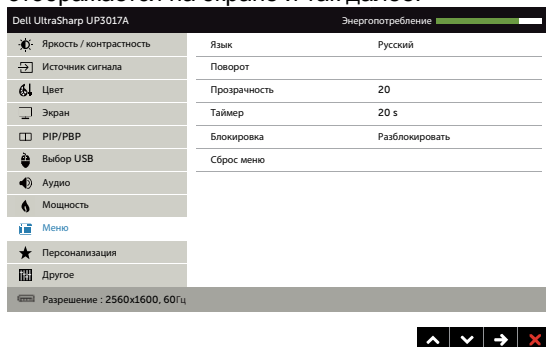 Dell UltraSharp UP3017A Энергопотребление
Яркость / контрастность Язык Русский
Источник сигнала Поворот
Цвет Прозрачность 20
Экран Таймер 20 s
PIP/PBP Блокировка Разблокировать
Выбор USB Сброс меню
Аудио
Мощность
Меню
Персонализация
Другое
Разрешение : 2560x1600, 60Гц